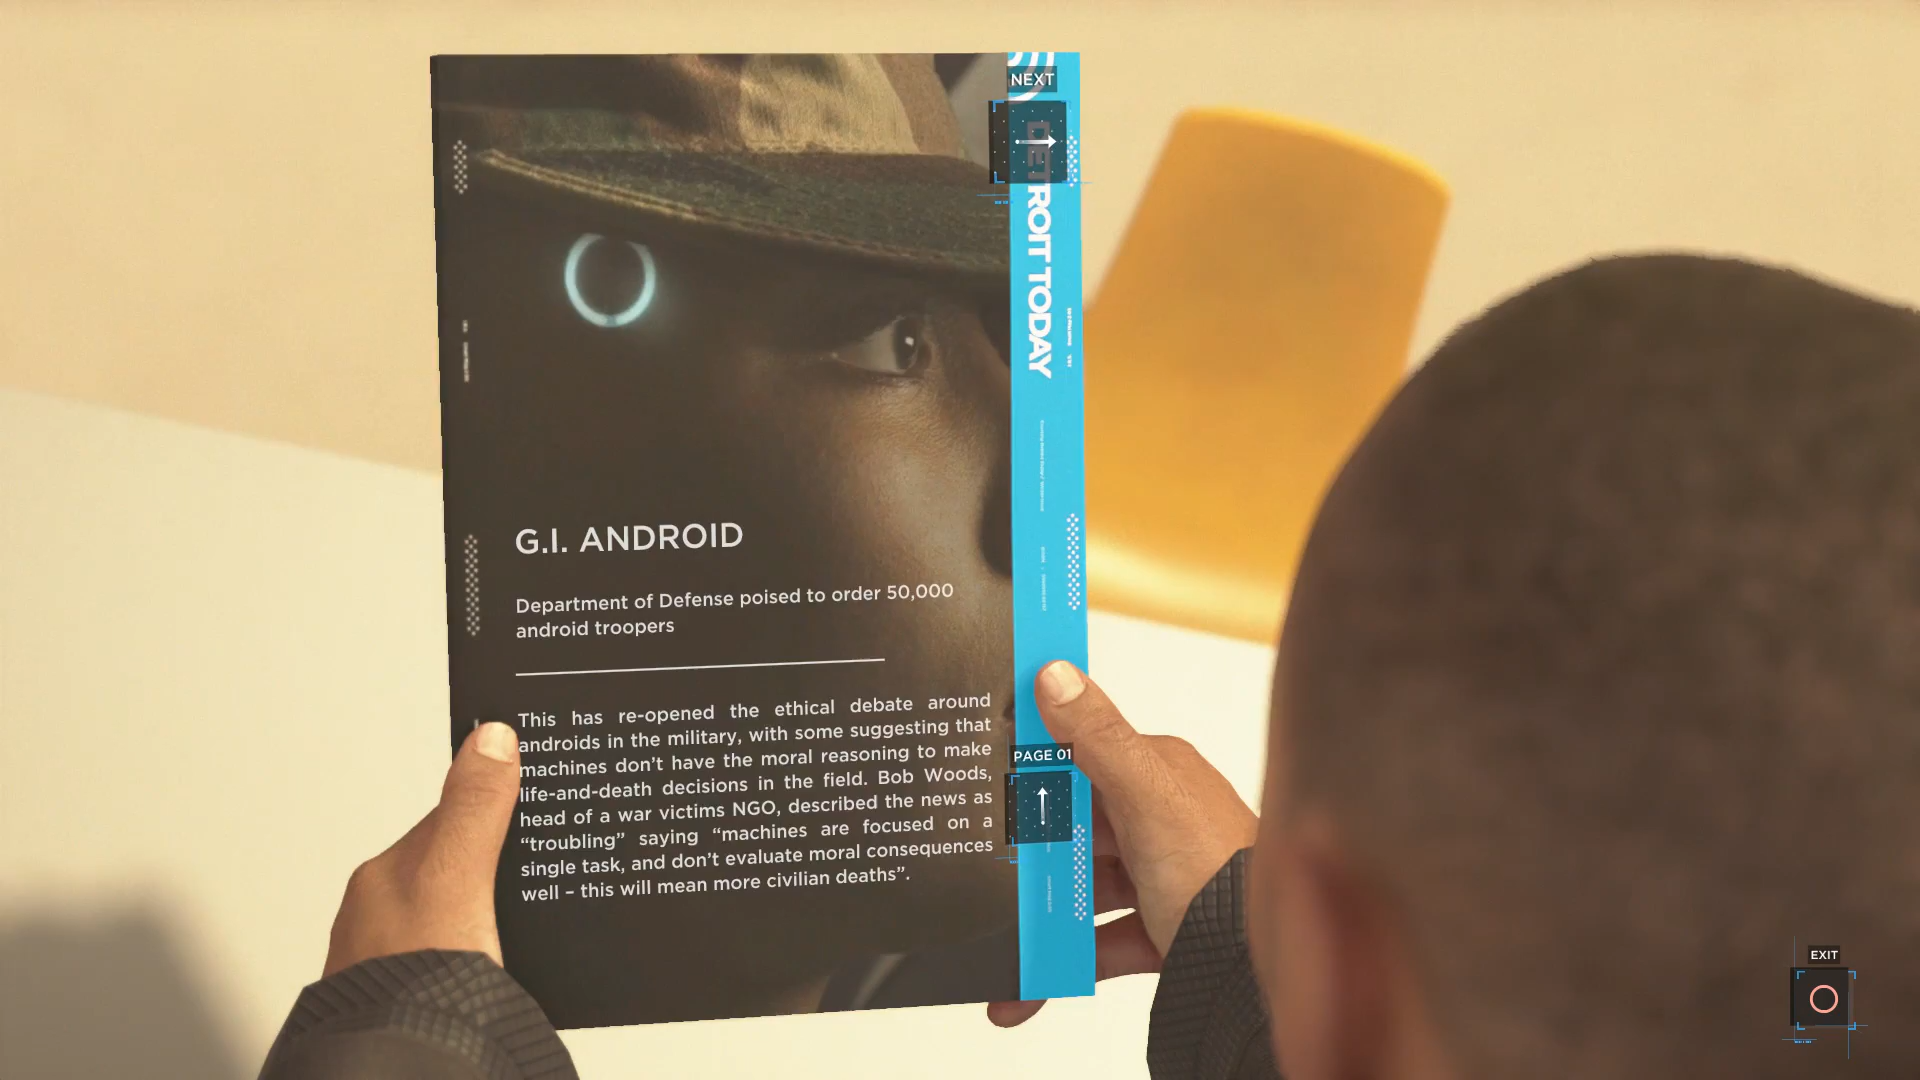 NEXT
DETROIT TODAY
G.I. ANDROID
Department of Defense poised to order 50,000
android troopers
This has re-opened the ethical debate around
androids in the military, with some suggesting that
machines don't have the moral reasoning to make
life-and-death decisions in the field. Bob Woods,
head of a war victims NGO, described the news as
“troubling” saying “machines are focused on a
single task, and don't evaluate moral consequences
well – this will mean more civilian deaths”.
PAGE 01
EXIT